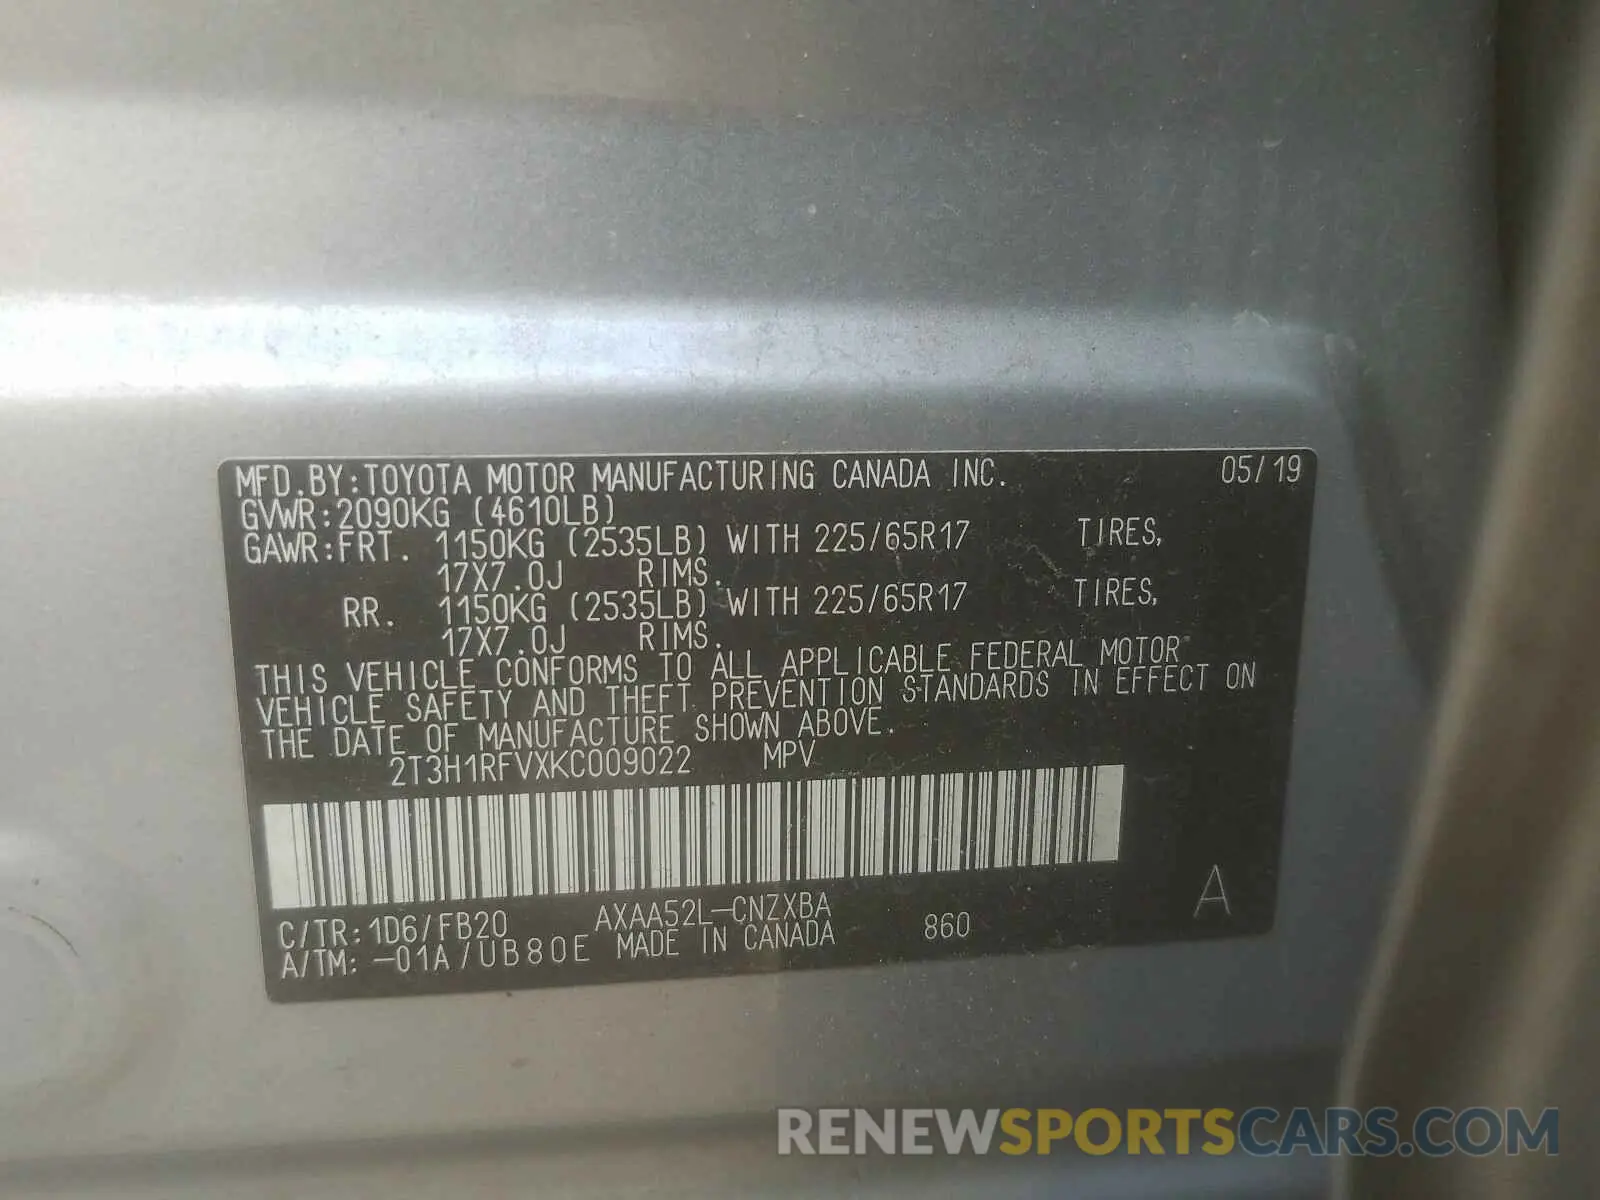 MFD.BY:TOYOTA MOTOR MANUFACTURING CANADA INC. 05/19
GVWR:2090KG (4610LB)
GAWR:FRT. 1150KG (2535LB) WITH 225/65R17 TIRES,
17X7.0J RIMS.
RR. 1150KG (2535LB) WITH 225/65R17 TIRES,
17X7.0J RIMS.
THIS VEHICLE CONFORMS TO ALL APPLICABLE FEDERAL MOTOR
VEHICLE SAFETY AND THEFT PREVENTION STANDARDS IN EFFECT ON
THE DATE OF MANUFACTURE SHOWN ABOVE.
2T3H1RFVXKC009022 MPV
C/TR:1D6/FB20 AXAA52L-CNZXBA A
A/TM:-01A/UB80E MADE IN CANADA 860
RENEWSPORTSCARS.COM